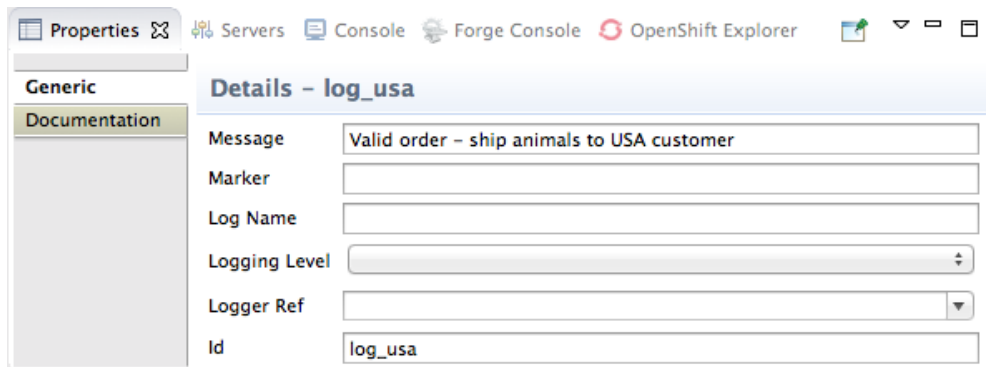 Properties Servers Console Forge Console OpenShift Explorer
Generic
Documentation
Details – log_usa
Message Valid order – ship animals to USA customer
Marker
Log Name
Logging Level
Logger Ref
Id log_usa